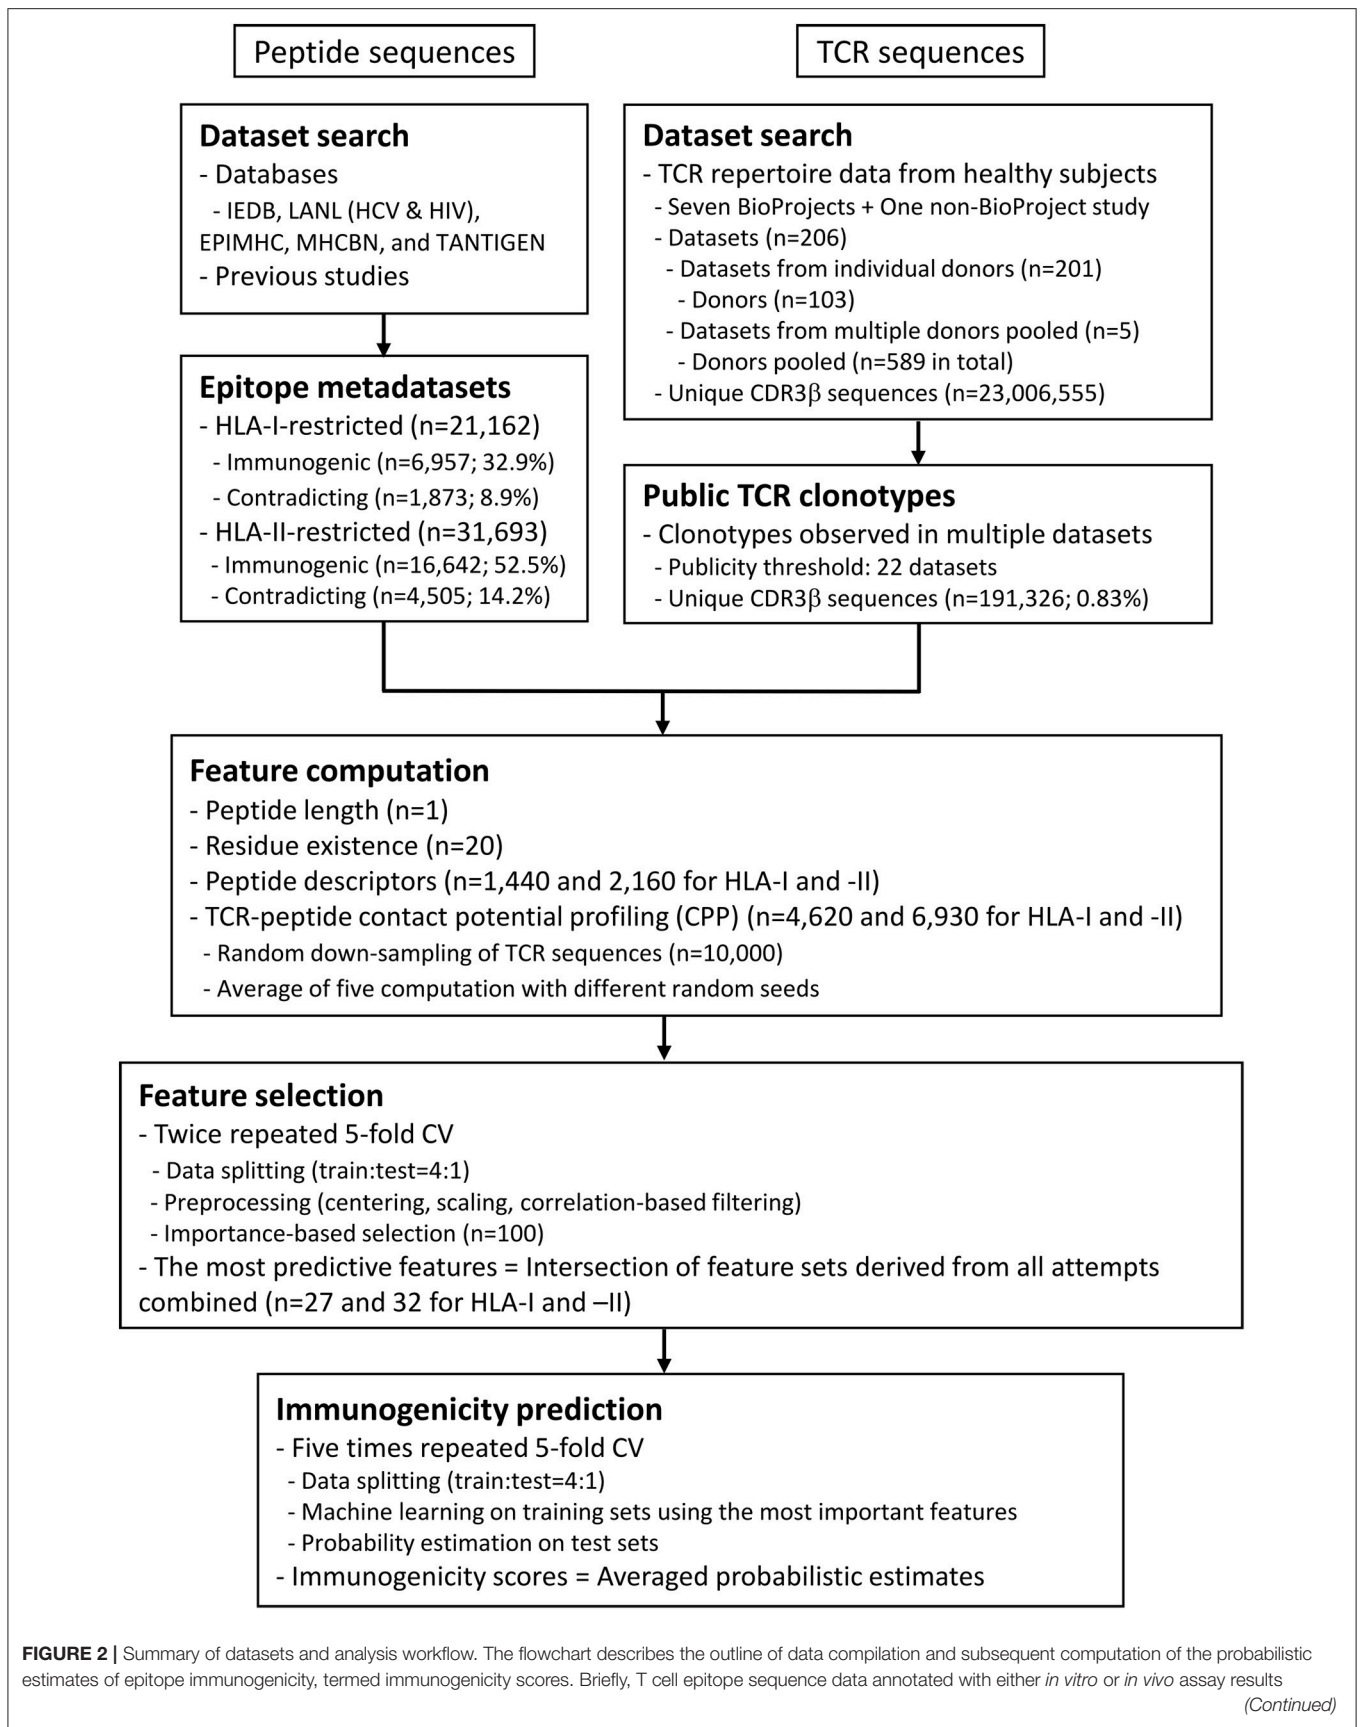 Peptide sequences
TCR sequences
Dataset search
- Databases
- IEDB, LANL (HCV & HIV),
EPIMHC, MHCBN, and TANTIGEN
- Previous studies
Dataset search
- TCR repertoire data from healthy subjects
- Seven BioProjects + One non-BioProject study
- Datasets (n=206)
- Datasets from individual donors (n=201)
- Donors (n=103)
- Datasets from multiple donors pooled (n=5)
- Donors pooled (n=589 in total)
- Unique CDR3β sequences (n=23,006,555)
Epitope metadatasets
- HLA-I-restricted (n=21,162)
- Immunogenic (n=6,957; 32.9%)
- Contradicting (n=1,873; 8.9%)
- HLA-II-restricted (n=31,693)
- Immunogenic (n=16,642; 52.5%)
- Contradicting (n=4,505; 14.2%)
Public TCR clonotypes
- Clonotypes observed in multiple datasets
- Publicity threshold: 22 datasets
- Unique CDR3β sequences (n=191,326; 0.83%)
Feature computation
- Peptide length (n=1)
- Residue existence (n=20)
- Peptide descriptors (n=1,440 and 2,160 for HLA-I and -II)
- TCR-peptide contact potential profiling (CPP) (n=4,620 and 6,930 for HLA-I and -II)
- Random down-sampling of TCR sequences (n=10,000)
- Average of five computation with different random seeds
Feature selection
- Twice repeated 5-fold CV
- Data splitting (train:test=4:1)
- Preprocessing (centering, scaling, correlation-based filtering)
- Importance-based selection (n=100)
- The most predictive features = Intersection of feature sets derived from all attempts
combined (n=27 and 32 for HLA-I and –II)
Immunogenicity prediction
- Five times repeated 5-fold CV
- Data splitting (train:test=4:1)
- Machine learning on training sets using the most important features
- Probability estimation on test sets
- Immunogenicity scores = Averaged probabilistic estimates
FIGURE 2 | Summary of datasets and analysis workflow. The flowchart describes the outline of data compilation and subsequent computation of the probabilistic
estimates of epitope immunogenicity, termed immunogenicity scores. Briefly, T cell epitope sequence data annotated with either in vitro or in vivo assay results
(Continued)